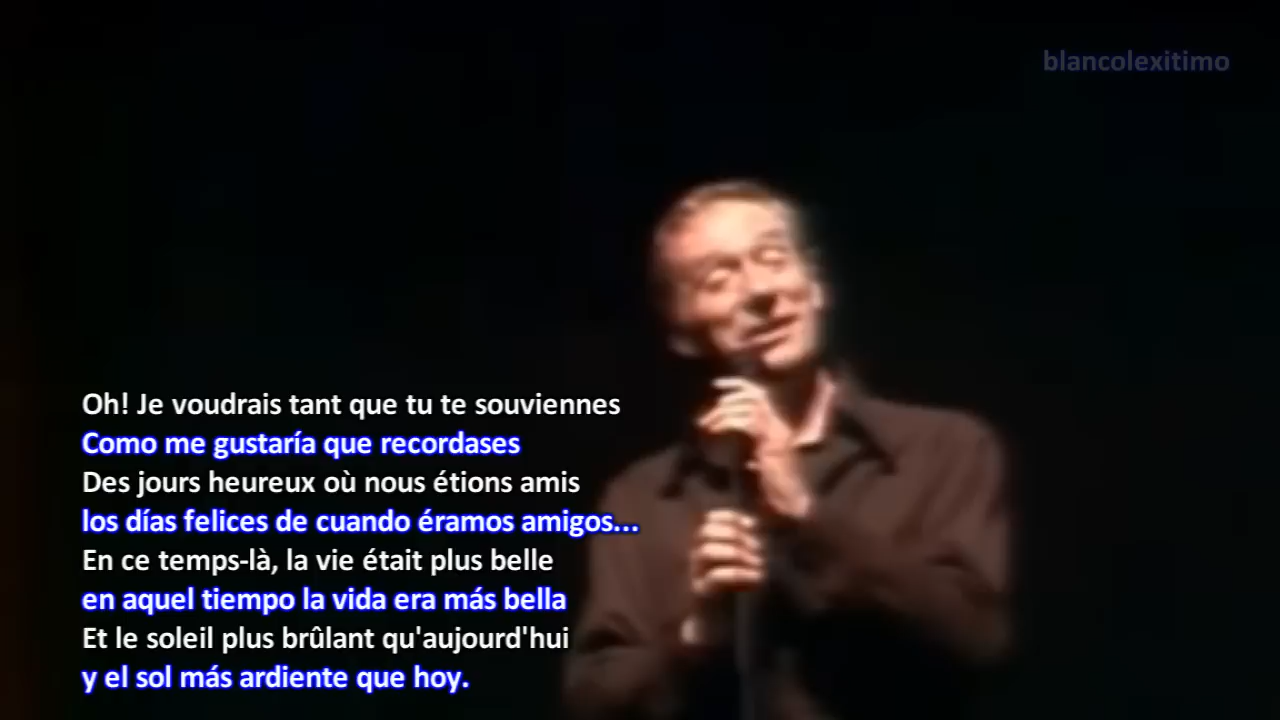 blancolexitimo
Oh! Je voudrais tant que tu te souviennes
Como me gustaría que recordases
Des jours heureux où nous étions amis
los días felices de cuando éramos amigos...
En ce temps-là, la vie était plus belle
en aquel tiempo la vida era más bella
Et le soleil plus brûlant qu'aujourd'hui
y el sol más ardiente que hoy.